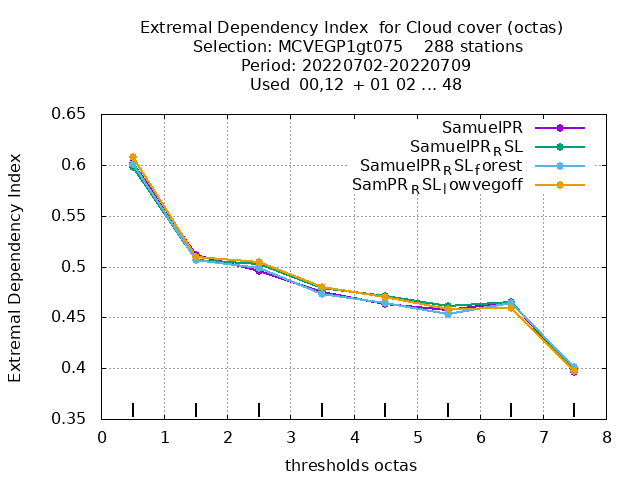 Extremal Dependency Index  for Cloud cover (octas)
Selection: MCVEGP1gt075    288 stations
Period: 20220702-20220709
Used  00,12  + 01 02 ... 48
Extremal Dependency Index
0.65
0.6
0.55
0.5
0.45
0.4
0.35
SamuelPR
SamuelPR_RSL
SamuelPR_RSL_forest
SamPR_RSL_lowvegoff
0 1 2 3 4 5 6 7 8
thresholds octas